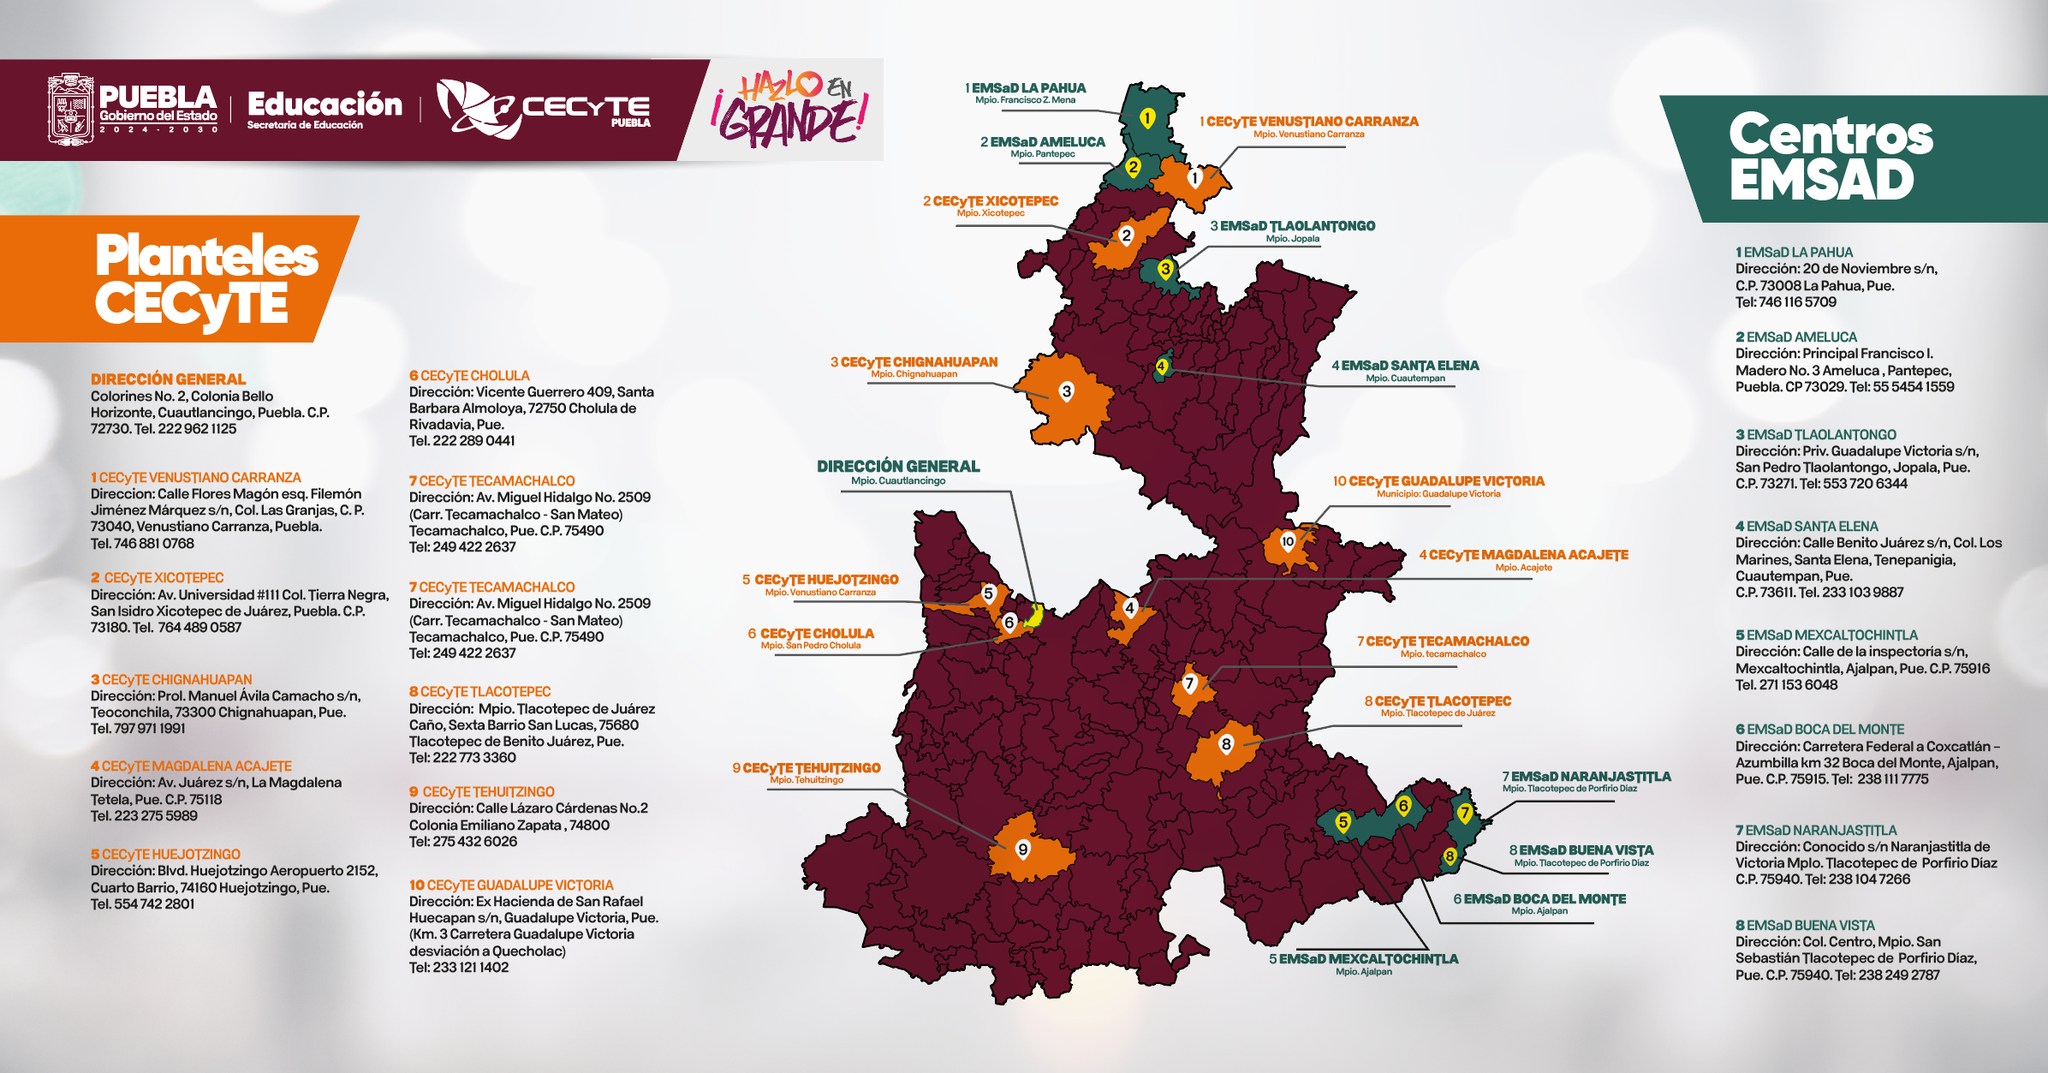 PUEBLA
Gobierno del Estado
2024 - 2030
Educación
Secretaría de Educación
CECyTE
PUEBLA
¡HAZLO EN
GRANDE!
Planteles
CECyTE
DIRECCIÓN GENERAL
Colorines No. 2, Colonia Bello
Horizonte, Cuautlancingo, Puebla. C.P.
72730. Tel. 222 962 1125
1 CECyTE VENUSTIANO CARRANZA
Direccion: Calle Flores Magón esq. Filemón
Jiménez Márquez s/n, Col. Las Granjas, C. P.
73040, Venustiano Carranza, Puebla.
Tel. 746 881 0768
2 CECyTE XICOTEPEC
Dirección: Av. Universidad #111 Col. Tierra Negra,
San Isidro Xicotepec de Juárez, Puebla. C.P.
73180. Tel. 764 489 0587
3 CECyTE CHIGNAHUAPAN
Dirección: Prol. Manuel Ávila Camacho s/n,
Teoconchila, 73300 Chignahuapan, Pue.
Tel. 797 971 1991
4 CECyTE MAGDALENA ACAJETE
Dirección: Av. Juárez s/n, La Magdalena
Tetela, Pue. C.P. 75118
Tel. 223 275 5989
5 CECyTE HUEJOTZINGO
Dirección: Blvd. Huejotzingo Aeropuerto 2152,
Cuarto Barrio, 74160 Huejotzingo, Pue.
Tel. 554 742 2801
6 CECyTE CHOLULA
Dirección: Vicente Guerrero 409, Santa
Barbara Almoloya, 72750 Cholula de
Rivadavia, Pue.
Tel. 222 289 0441
7 CECyTE TECAMACHALCO
Dirección: Av. Miguel Hidalgo No. 2509
(Carr. Tecamachalco - San Mateo)
Tecamachalco, Pue. C.P. 75490
Tel: 249 422 2637
7 CECyTE TECAMACHALCO
Dirección: Av. Miguel Hidalgo No. 2509
(Carr. Tecamachalco - San Mateo)
Tecamachalco, Pue. C.P. 75490
Tel: 249 422 2637
8 CECyTE TLACOTEPEC
Dirección: Mpio. Tlacotepec de Juárez
Caño, Sexta Barrio San Lucas, 75680
Tlacotepec de Benito Juárez, Pue.
Tel: 222 773 3360
9 CECyTE TEHUITZINGO
Dirección: Calle Lázaro Cárdenas No.2
Colonia Emiliano Zapata , 74800
Tel: 275 432 6026
10 CECyTE GUADALUPE VICTORIA
Dirección: Ex Hacienda de San Rafael
Huecapan s/n, Guadalupe Victoria, Pue.
(Km. 3 Carretera Guadalupe Victoria
desviación a Quecholac)
Tel: 233 121 1402
1 EMSaD LA PAHUA
Mpio. Francisco Z. Mena
1 CECyTE VENUSTIANO CARRANZA
Mpio. Venustiano Carranza
2 EMSaD AMELUCA
Mpio. Pantepec
2 CECyTE XICOTEPEC
Mpio. Xicotepec
3 EMSaD TLAOLANTONGO
Mpio. Jopala
3 CECyTE CHIGNAHUAPAN
Mpio. Chignahuapan
4 EMSaD SANTA ELENA
Mpio. Cuautempan
DIRECCIÓN GENERAL
Mpio. Cuautlancingo
10 CECyTE GUADALUPE VICTORIA
Municipio: Guadalupe Victoria
4 CECyTE MAGDALENA ACAJETE
Mpio. Acajete
5 CECyTE HUEJOTZINGO
Mpio. Venustiano Carranza
6 CECyTE CHOLULA
Mpio. San Pedro Cholula
7 CECyTE TECAMACHALCO
Mpio. tecamachalco
8 CECyTE TLACOTEPEC
Mpio. Tlacotepec de Juárez
9 CECyTE TEHUITZINGO
Mpio. Tehuitzingo
7 EMSaD NARANJASTITLA
Mpio. Tlacotepec de Porfirio Díaz
8 EMSaD BUENA VISTA
Mpio. Tlacotepec de Porfirio Díaz
6 EMSaD BOCA DEL MONTE
Mpio. Ajalpan
5 EMSaD MEXCALTOCHINTLA
Mpio. Ajalpan
1
2
1
2
3
3
4
10
5
6
4
7
8
9
5
6
7
8
Centros
EMSAD
1 EMSaD LA PAHUA
Dirección: 20 de Noviembre s/n,
C.P. 73008 La Pahua, Pue.
Tel: 746 116 5709
2 EMSaD AMELUCA
Dirección: Principal Francisco I.
Madero No. 3 Ameluca , Pantepec,
Puebla. CP 73029. Tel: 55 5454 1559
3 EMSaD TLAOLANTONGO
Dirección: Priv. Guadalupe Victoria s/n,
San Pedro Tlaolantongo, Jopala, Pue.
C.P. 73271. Tel: 553 720 6344
4 EMSaD SANTA ELENA
Dirección: Calle Benito Juárez s/n, Col. Los
Marines, Santa Elena, Tenepanigia,
Cuautempan, Pue.
C.P. 73611. Tel. 233 103 9887
5 EMSaD MEXCALTOCHINTLA
Dirección: Calle de la inspectoría s/n,
Mexcaltochintla, Ajalpan, Pue. C.P. 75916
Tel. 271 153 6048
6 EMSaD BOCA DEL MONTE
Dirección: Carretera Federal a Coxcatlán –
Azumbilla km 32 Boca del Monte, Ajalpan,
Pue. C.P. 75915. Tel: 238 111 7775
7 EMSaD NARANJASTITLA
Dirección: Conocido s/n Naranjastitla de
Victoria Mplo. Tlacotepec de Porfirio Díaz
C.P. 75940. Tel: 238 104 7266
8 EMSaD BUENA VISTA
Dirección: Col. Centro, Mpio. San
Sebastián Tlacotepec de Porfirio Díaz,
Pue. C.P. 75940. Tel: 238 249 2787